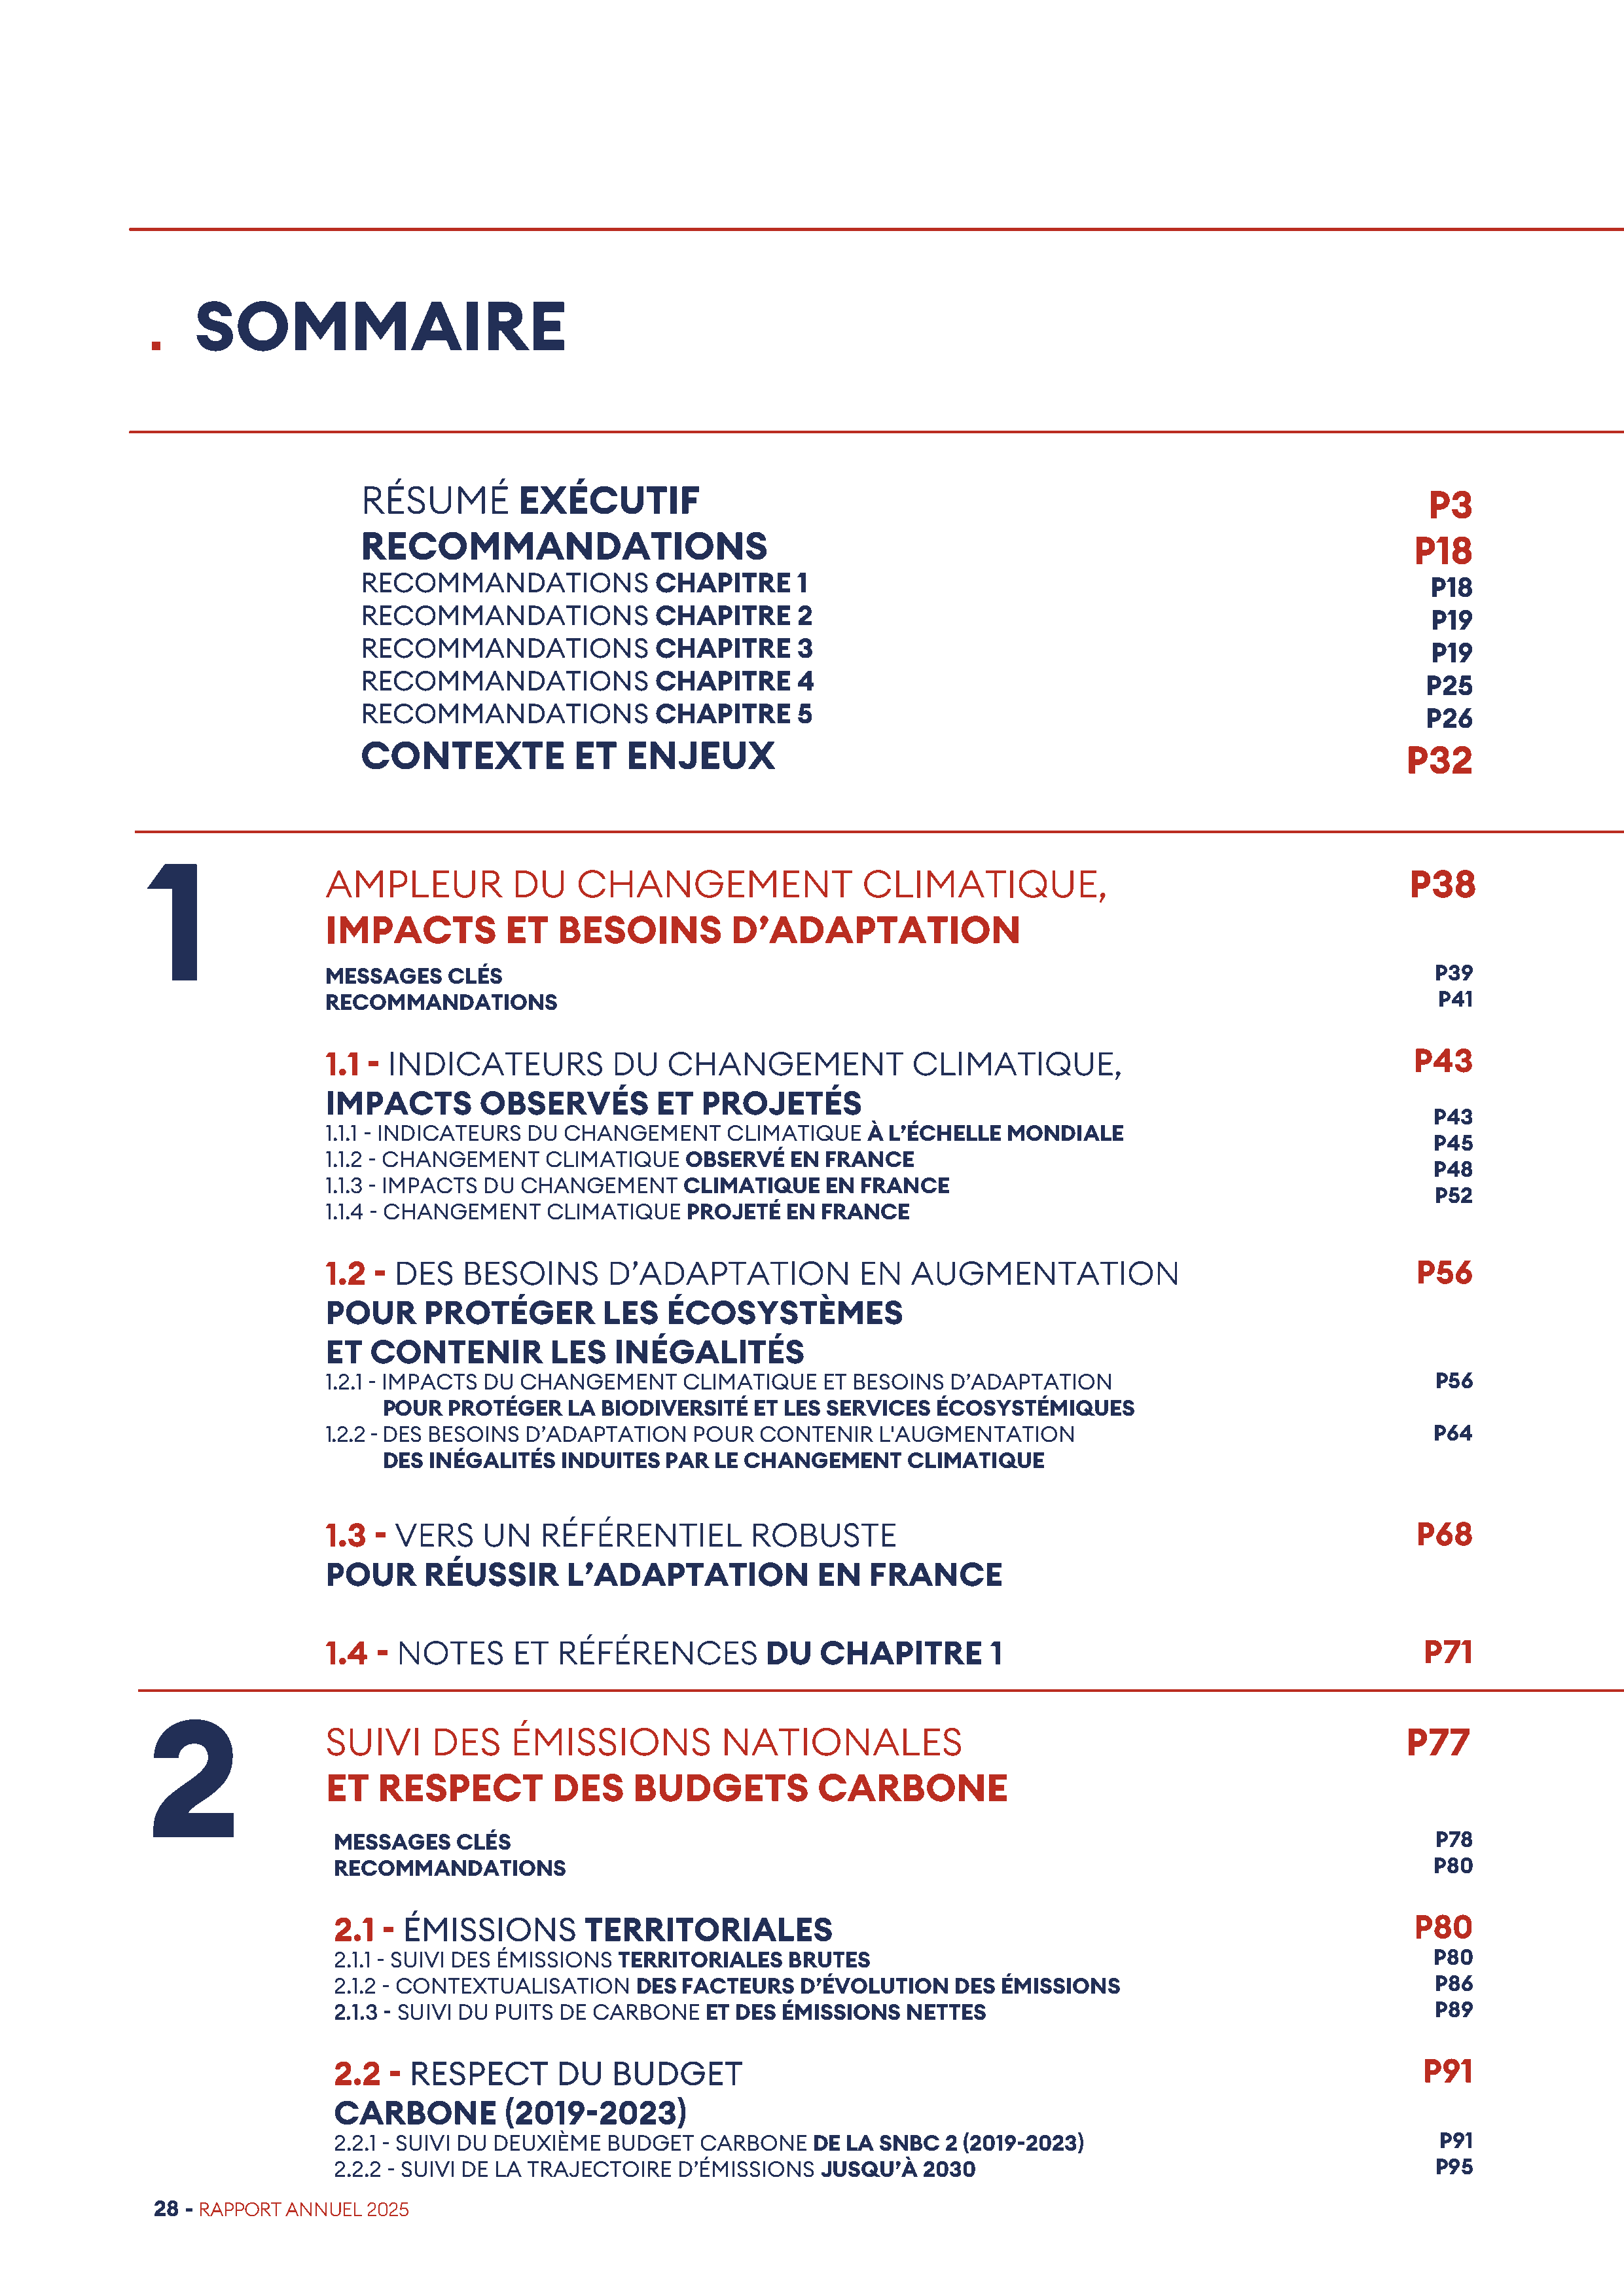 . SOMMAIRE
RÉSUMÉ EXÉCUTIF P3
RECOMMANDATIONS P18
RECOMMANDATIONS CHAPITRE 1 P18
RECOMMANDATIONS CHAPITRE 2 P19
RECOMMANDATIONS CHAPITRE 3 P19
RECOMMANDATIONS CHAPITRE 4 P25
RECOMMANDATIONS CHAPITRE 5 P26
CONTEXTE ET ENJEUX P32
1 AMPLEUR DU CHANGEMENT CLIMATIQUE, P38
IMPACTS ET BESOINS D’ADAPTATION
MESSAGES CLÉS P39
RECOMMANDATIONS P41
1.1 - INDICATEURS DU CHANGEMENT CLIMATIQUE, P43
IMPACTS OBSERVÉS ET PROJETÉS
1.1.1 - INDICATEURS DU CHANGEMENT CLIMATIQUE À L’ÉCHELLE MONDIALE P43
1.1.2 - CHANGEMENT CLIMATIQUE OBSERVÉ EN FRANCE P45
1.1.3 - IMPACTS DU CHANGEMENT CLIMATIQUE EN FRANCE P48
1.1.4 - CHANGEMENT CLIMATIQUE PROJETÉ EN FRANCE P52
1.2 - DES BESOINS D’ADAPTATION EN AUGMENTATION P56
POUR PROTÉGER LES ÉCOSYSTÈMES
ET CONTENIR LES INÉGALITÉS
1.2.1 - IMPACTS DU CHANGEMENT CLIMATIQUE ET BESOINS D’ADAPTATION P56
POUR PROTÉGER LA BIODIVERSITÉ ET LES SERVICES ÉCOSYSTÉMIQUES
1.2.2 - DES BESOINS D’ADAPTATION POUR CONTENIR L'AUGMENTATION P64
DES INÉGALITÉS INDUITES PAR LE CHANGEMENT CLIMATIQUE
1.3 - VERS UN RÉFÉRENTIEL ROBUSTE P68
POUR RÉUSSIR L’ADAPTATION EN FRANCE
1.4 - NOTES ET RÉFÉRENCES DU CHAPITRE 1 P71
2 SUIVI DES ÉMISSIONS NATIONALES P77
ET RESPECT DES BUDGETS CARBONE
MESSAGES CLÉS P78
RECOMMANDATIONS P80
2.1 - ÉMISSIONS TERRITORIALES P80
2.1.1 - SUIVI DES ÉMISSIONS TERRITORIALES BRUTES P80
2.1.2 - CONTEXTUALISATION DES FACTEURS D’ÉVOLUTION DES ÉMISSIONS P86
2.1.3 - SUIVI DU PUITS DE CARBONE ET DES ÉMISSIONS NETTES P89
2.2 - RESPECT DU BUDGET P91
CARBONE (2019-2023)
2.2.1 - SUIVI DU DEUXIÈME BUDGET CARBONE DE LA SNBC 2 (2019-2023) P91
2.2.2 - SUIVI DE LA TRAJECTOIRE D’ÉMISSIONS JUSQU’À 2030 P95
28 - RAPPORT ANNUEL 2025